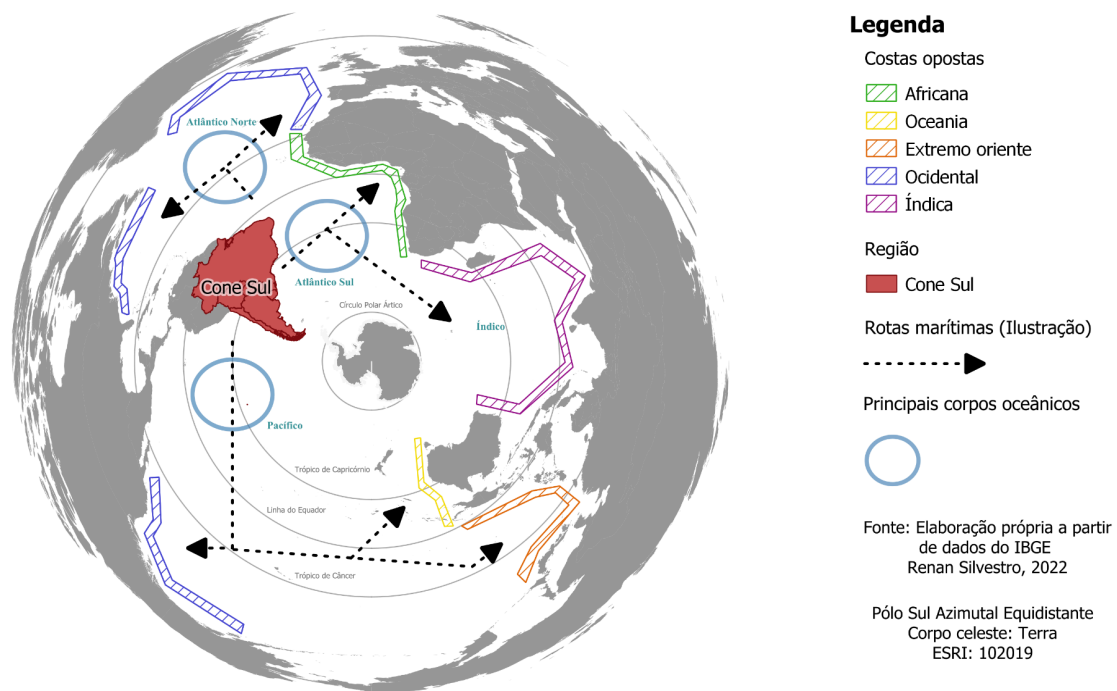 Legenda
Costas opostas
Africana
Oceania
Extremo oriente
Ocidental
Índica
Região
Cone Sul
Rotas marítimas (Ilustração)
Principais corpos oceânicos
Fonte: Elaboração própria a partir
de dados do IBGE
Renan Silvestro, 2022
Pólo Sul Azimutal Equidistante
Corpo celeste: Terra
ESRI: 102019
Atlântico Norte
Cone Sul
Atlântico Sul
Círculo Polar Ártico
Índico
Pacífico
Trópico de Capricórnio
Linha do Equador
Trópico de Câncer